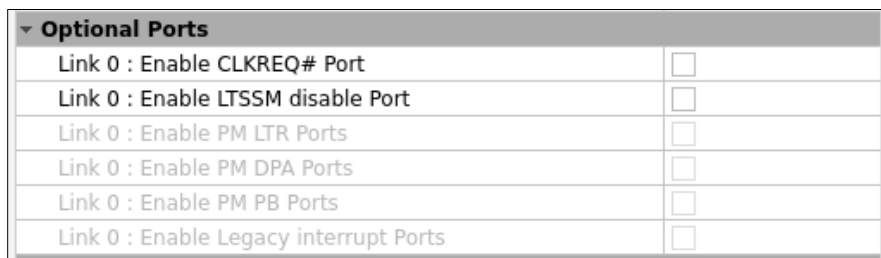 Optional Ports
Link 0 : Enable CLKREQ# Port
Link 0 : Enable LTSSM disable Port
Link 0 : Enable PM LTR Ports
Link 0 : Enable PM DPA Ports
Link 0 : Enable PM PB Ports
Link 0 : Enable Legacy interrupt Ports